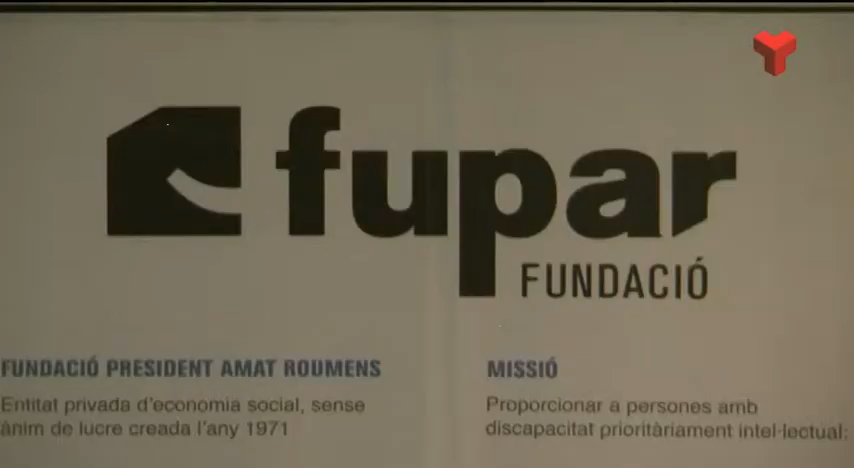 fupar
FUNDACIÓ
FUNDACIÓ PRESIDENT AMAT ROUMENS
Entitat privada d'economia social, sense
ànim de lucre creada l'any 1971
MISSIÓ
Proporcionar a persones amb
discapacitat prioritàriament intel·lectual: